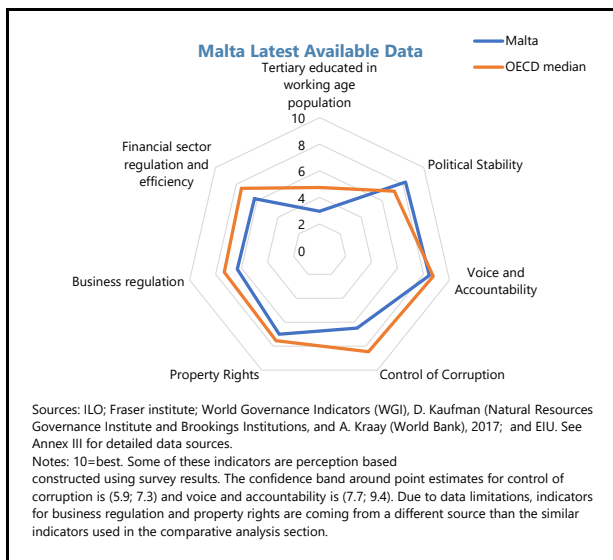 Malta Latest Available Data
Malta
OECD median
Tertiary educated in
working age
population
10
8
6
4
2
0
Political Stability
Voice and
Accountability
Control of Corruption
Property Rights
Business regulation
Financial sector
regulation and
efficiency
Sources: ILO; Fraser institute; World Governance Indicators (WGI), D. Kaufman (Natural Resources
Governance Institute and Brookings Institutions, and A. Kraay (World Bank), 2017; and EIU. See
Annex III for detailed data sources.
Notes: 10=best. Some of these indicators are perception based
constructed using survey results. The confidence band around point estimates for control of
corruption is (5.9; 7.3) and voice and accountability is (7.7; 9.4). Due to data limitations, indicators
for business regulation and property rights are coming from a different source than the similar
indicators used in the comparative analysis section.